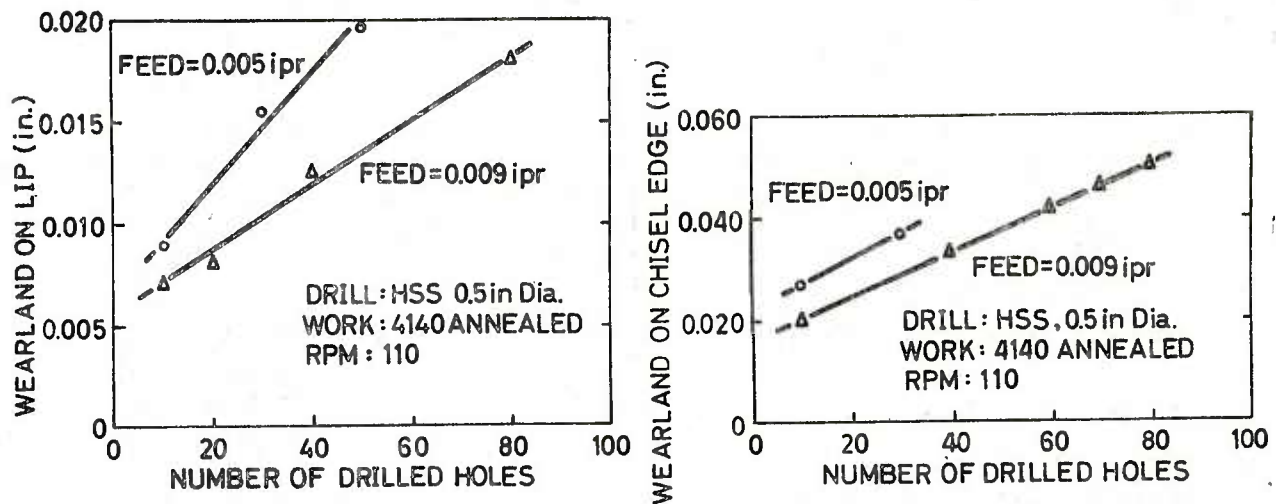 WEARLAND ON LIP (in.)
0.020
0.015
0.010
0.005
0
FEED=0.005 ipr
FEED=0.009 ipr
DRILL: HSS 0.5 in Dia.
WORK: 4140 ANNEALED
RPM: 110
0 20 40 60 80 100
NUMBER OF DRILLED HOLES
WEARLAND ON CHISEL EDGE (in.)
0.060
0.040
0.020
0
FEED=0.005 ipr
FEED=0.009 ipr
DRILL: HSS, 0.5 in Dia.
WORK: 4140 ANNEALED
RPM: 110
0 20 40 60 80 100
NUMBER OF DRILLED HOLES